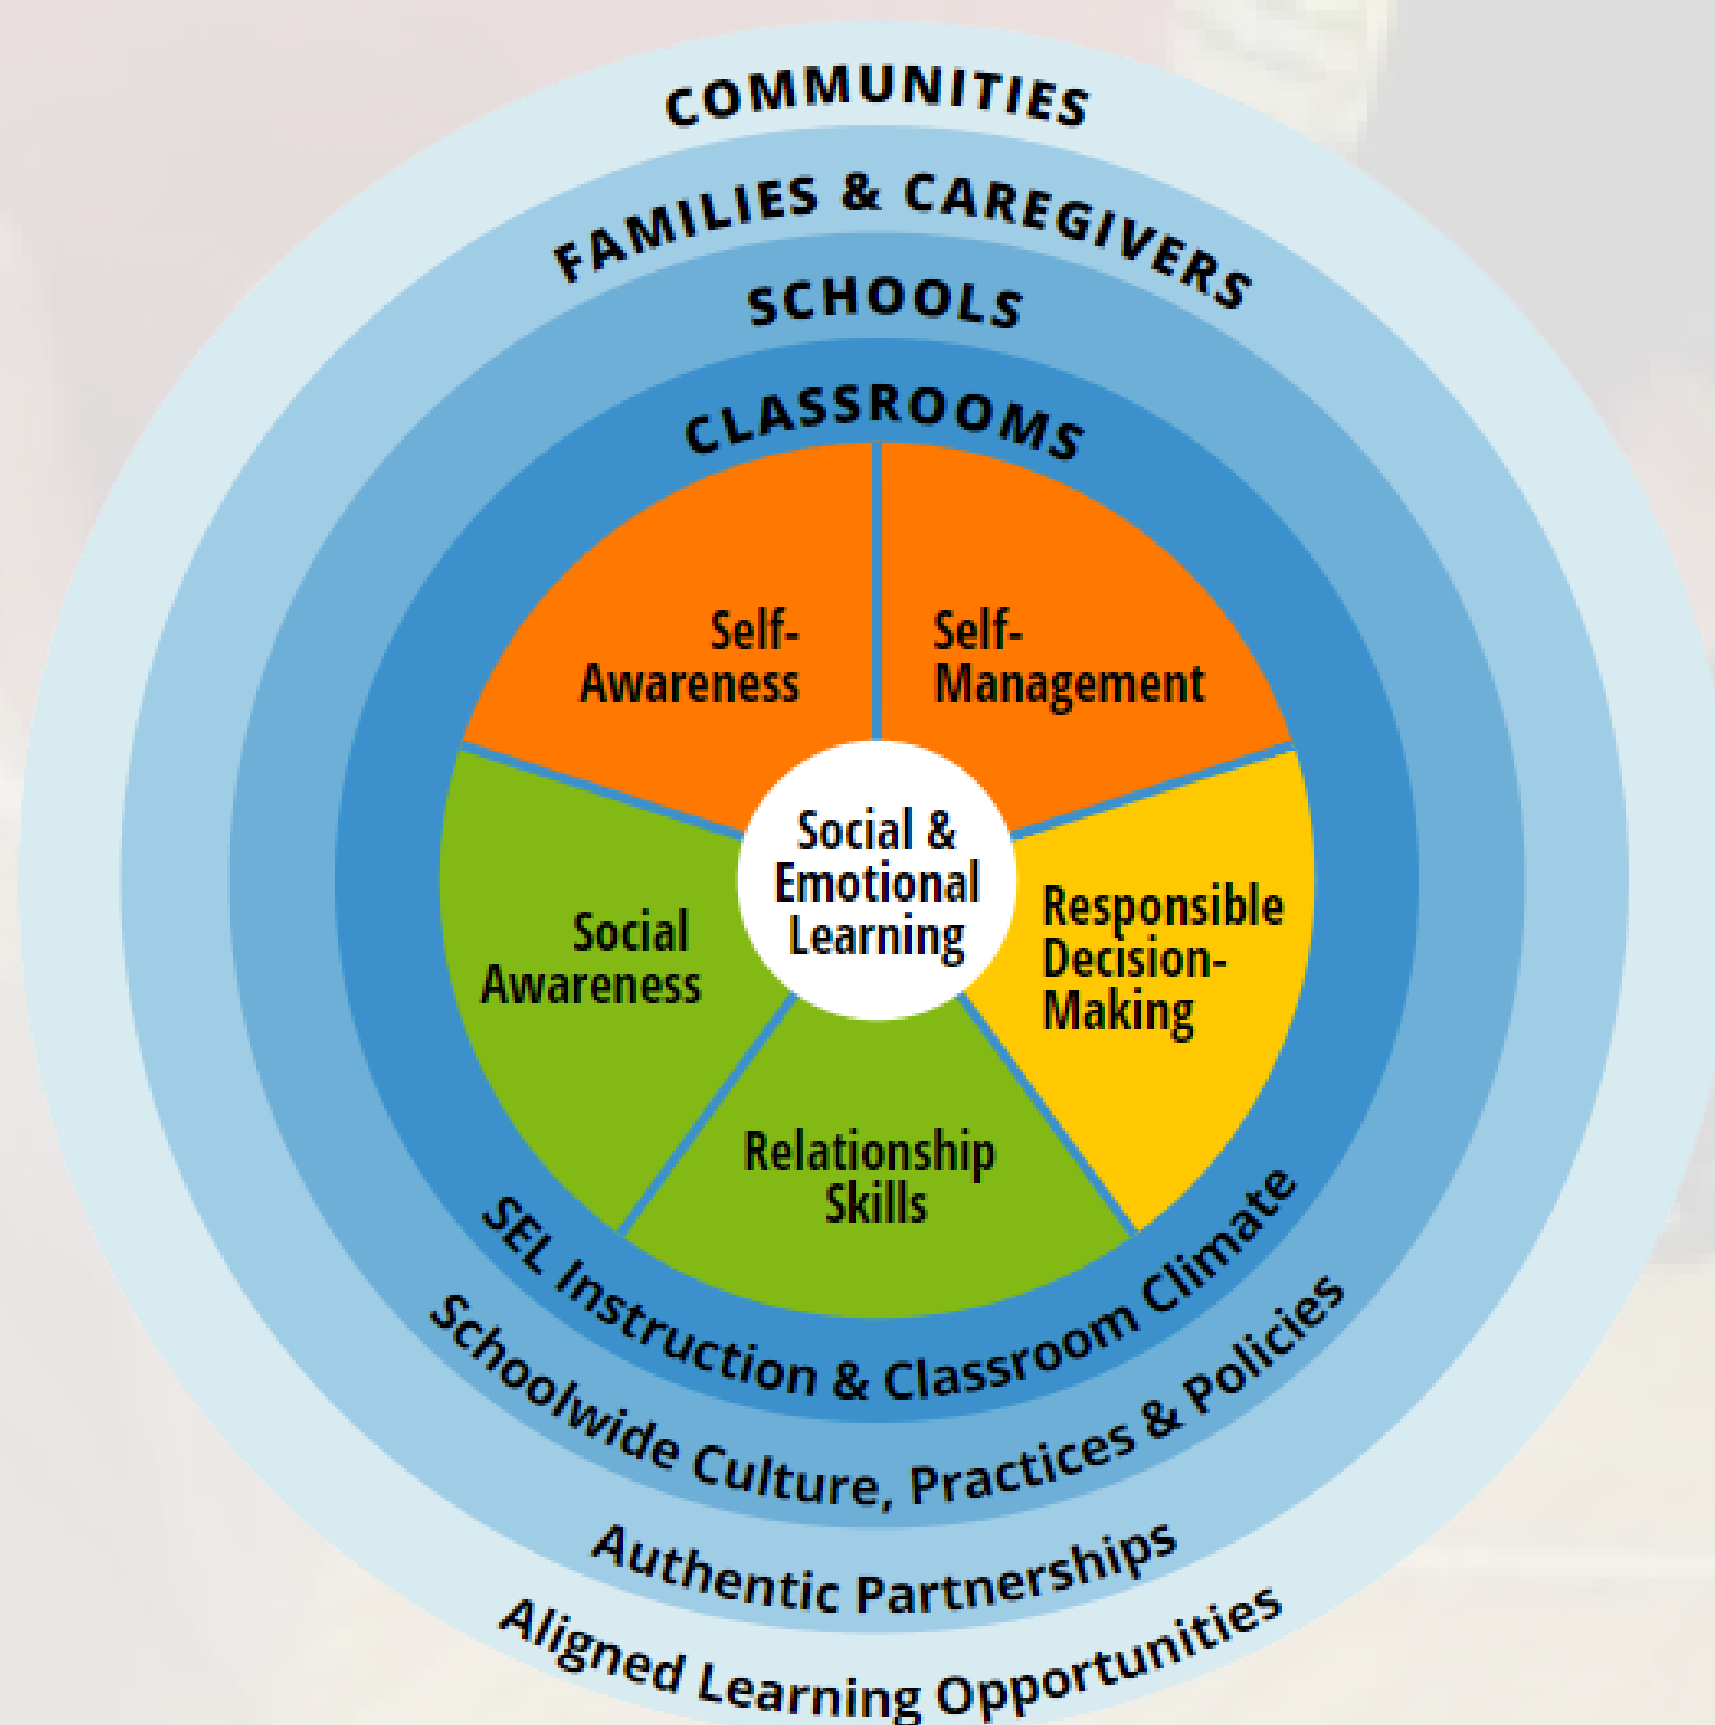 COMMUNITIES
FAMILIES & CAREGIVERS
SCHOOLS
CLASSROOMS
Self-
Awareness
Self-
Management
Social &
Emotional
Learning
Social
Awareness
Responsible
Decision-
Making
Relationship
Skills
SEL Instruction & Classroom Climate
Schoolwide Culture, Practices & Policies
Authentic Partnerships
Aligned Learning Opportunities